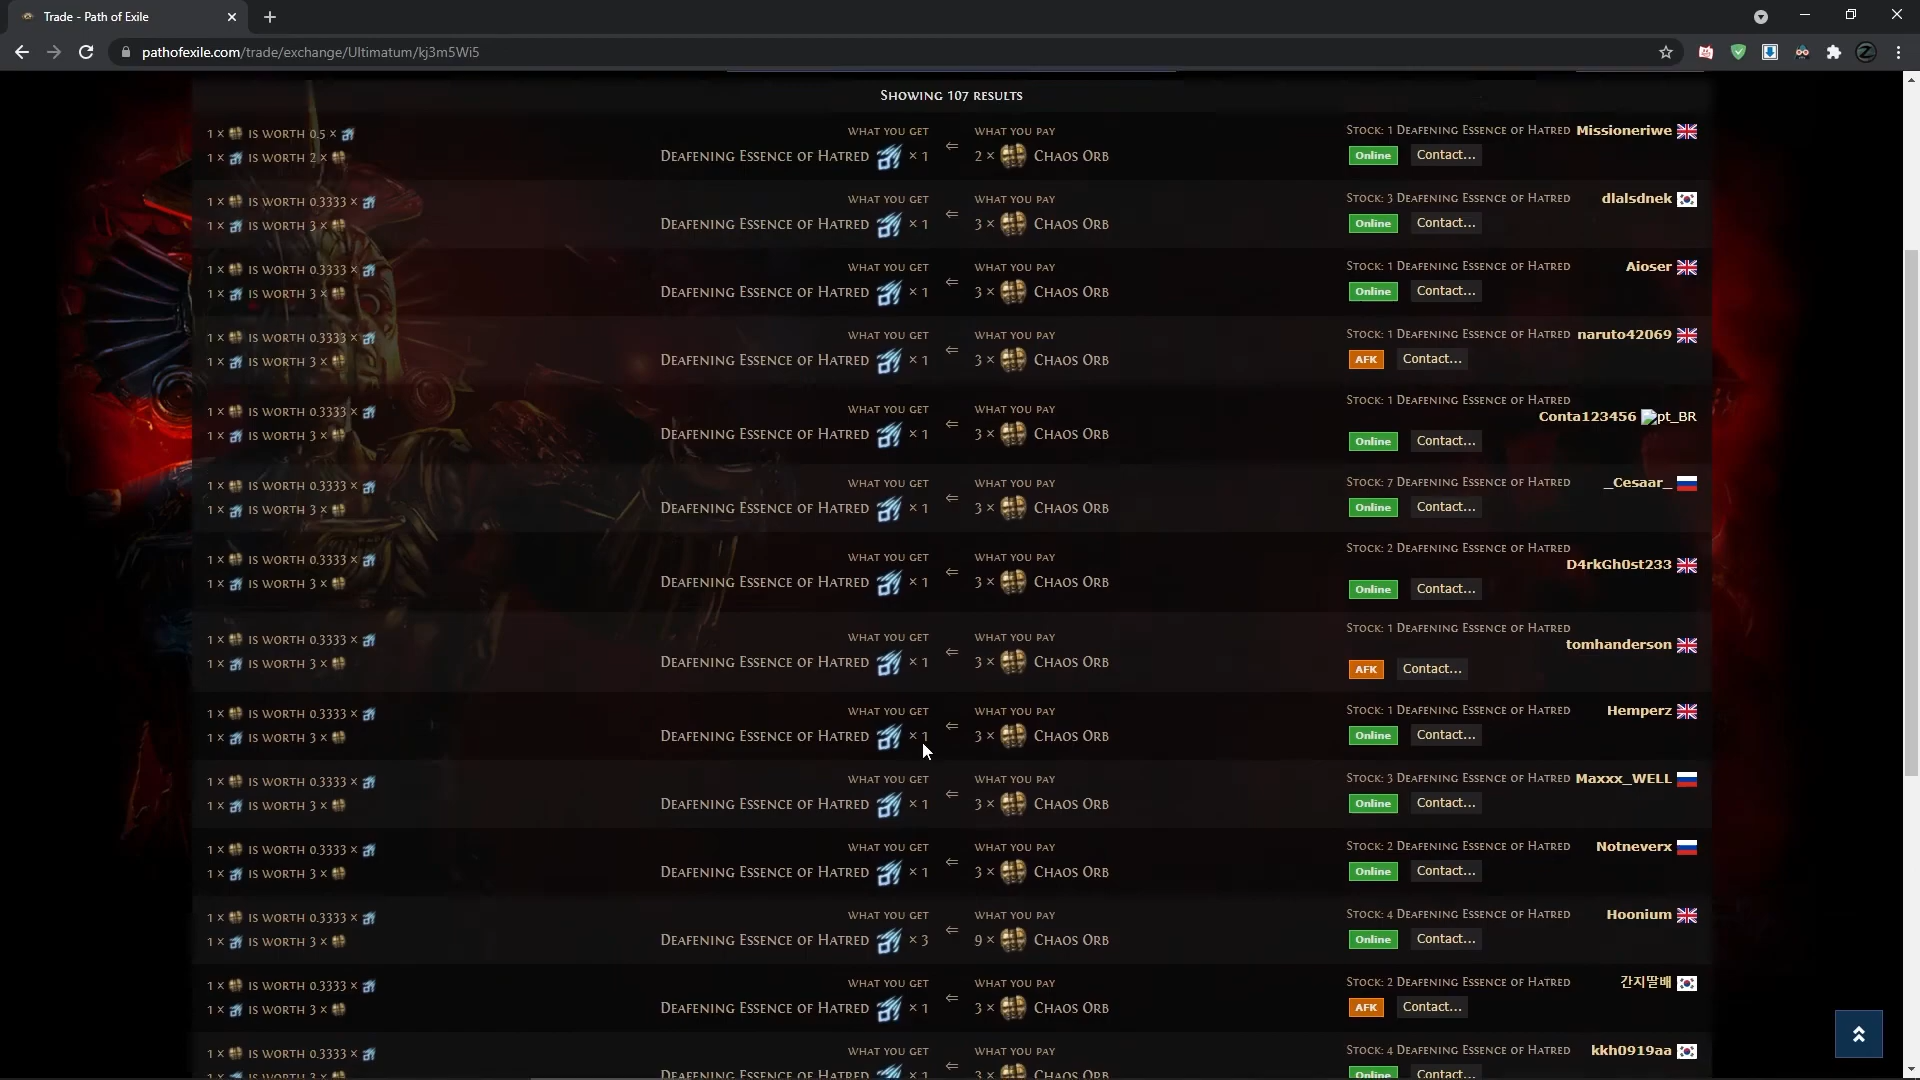 Trade - Path of Exile
pathofexile.com/trade/exchange/Ultimatum/kj3m5Wi5
Showing 107 results
1 × is worth 0.5 ×
1 × is worth 2 ×
What you get
Deafening Essence of Hatred × 1
⇐
What you pay
2 × Chaos Orb
Stock: 1 Deafening Essence of Hatred Missioneriwe
Online Contact...
1 × is worth 0.3333 ×
1 × is worth 3 ×
What you get
Deafening Essence of Hatred × 1
⇐
What you pay
3 × Chaos Orb
Stock: 3 Deafening Essence of Hatred dlalsdnek
Online Contact...
1 × is worth 0.3333 ×
1 × is worth 3 ×
What you get
Deafening Essence of Hatred × 1
⇐
What you pay
3 × Chaos Orb
Stock: 1 Deafening Essence of Hatred Aioser
Online Contact...
1 × is worth 0.3333 ×
1 × is worth 3 ×
What you get
Deafening Essence of Hatred × 1
⇐
What you pay
3 × Chaos Orb
Stock: 1 Deafening Essence of Hatred naruto42069
AFK Contact...
1 × is worth 0.3333 ×
1 × is worth 3 ×
What you get
Deafening Essence of Hatred × 1
⇐
What you pay
3 × Chaos Orb
Stock: 1 Deafening Essence of Hatred
Conta123456 pt_BR
Online Contact...
1 × is worth 0.3333 ×
1 × is worth 3 ×
What you get
Deafening Essence of Hatred × 1
⇐
What you pay
3 × Chaos Orb
Stock: 7 Deafening Essence of Hatred _Cesaar_
Online Contact...
1 × is worth 0.3333 ×
1 × is worth 3 ×
What you get
Deafening Essence of Hatred × 1
⇐
What you pay
3 × Chaos Orb
Stock: 2 Deafening Essence of Hatred
D4rkGh0st233
Online Contact...
1 × is worth 0.3333 ×
1 × is worth 3 ×
What you get
Deafening Essence of Hatred × 1
⇐
What you pay
3 × Chaos Orb
Stock: 1 Deafening Essence of Hatred
tomhanderson
AFK Contact...
1 × is worth 0.3333 ×
1 × is worth 3 ×
What you get
Deafening Essence of Hatred × 1
⇐
What you pay
3 × Chaos Orb
Stock: 1 Deafening Essence of Hatred Hemperz
Online Contact...
1 × is worth 0.3333 ×
1 × is worth 3 ×
What you get
Deafening Essence of Hatred × 1
⇐
What you pay
3 × Chaos Orb
Stock: 3 Deafening Essence of Hatred Maxxx_WELL
Online Contact...
1 × is worth 0.3333 ×
1 × is worth 3 ×
What you get
Deafening Essence of Hatred × 1
⇐
What you pay
3 × Chaos Orb
Stock: 2 Deafening Essence of Hatred Notneverx
Online Contact...
1 × is worth 0.3333 ×
1 × is worth 3 ×
What you get
Deafening Essence of Hatred × 3
⇐
What you pay
9 × Chaos Orb
Stock: 4 Deafening Essence of Hatred Hoonium
Online Contact...
1 × is worth 0.3333 ×
1 × is worth 3 ×
What you get
Deafening Essence of Hatred × 1
⇐
What you pay
3 × Chaos Orb
Stock: 2 Deafening Essence of Hatred 간지딸배
AFK Contact...
1 × is worth 0.3333 ×
1 × is worth 3 ×
What you get
Deafening Essence of Hatred × 1
⇐
What you pay
3 × Chaos Orb
Stock: 4 Deafening Essence of Hatred kkh0919aa
Online Contact...